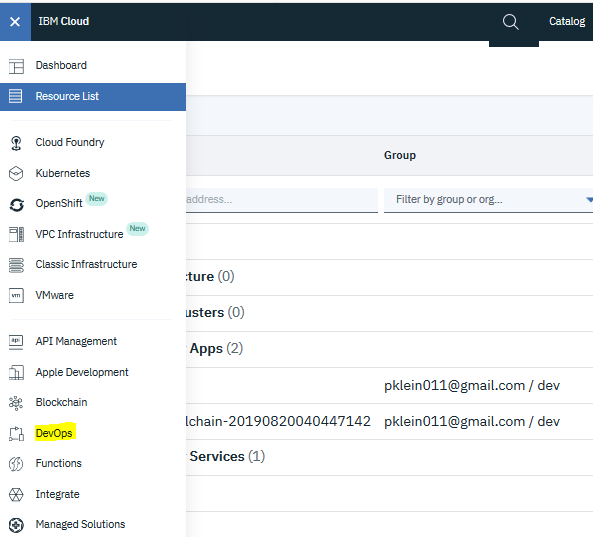 IBM Cloud
Catalog
Dashboard
Resource List
Cloud Foundry
Kubernetes
OpenShift New
VPC Infrastructure New
Classic Infrastructure
VMware
API Management
Apple Development
Blockchain
DevOps
Functions
Integrate
Managed Solutions
Group
address...
Filter by group or org...
cture (0)
usters (0)
Apps (2)
pklein011@gmail.com / dev
lchain-20190820040447142 pklein011@gmail.com / dev
Services (1)